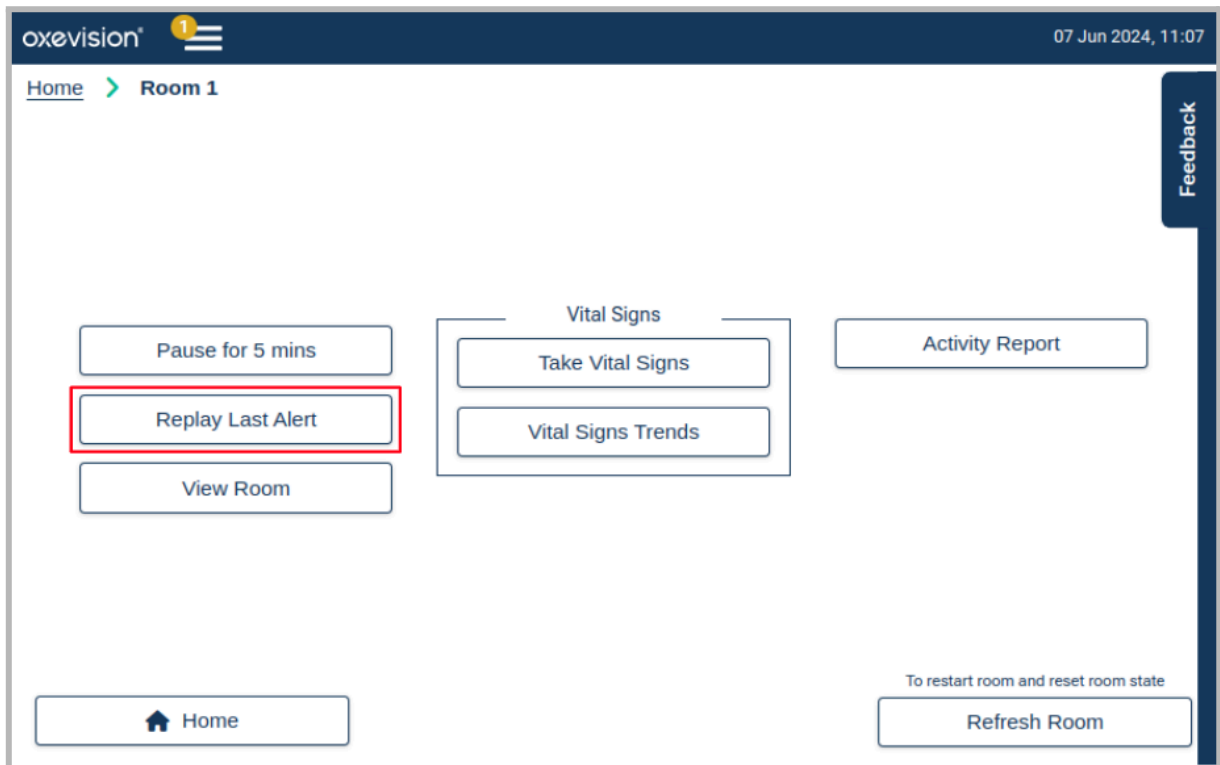 oxevision®
1
07 Jun 2024, 11:07
Home > Room 1
Feedback
Pause for 5 mins
Replay Last Alert
View Room
Vital Signs
Take Vital Signs
Vital Signs Trends
Activity Report
Home
To restart room and reset room state
Refresh Room